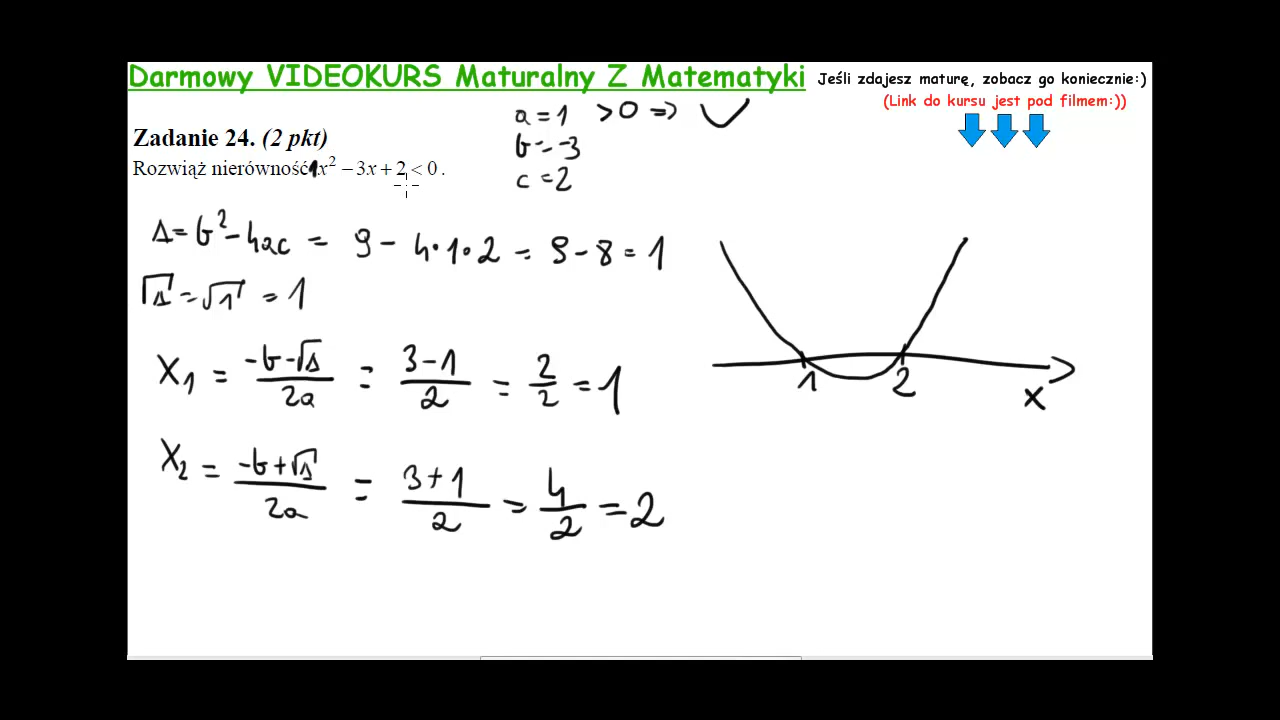 Darmowy VIDEOKURS Maturalny Z Matematyki
Jeśli zdajesz maturę, zobacz go koniecznie:)
(Link do kursu jest pod filmem:))
Zadanie 24. (2 pkt)
Rozwiąż nierówność 1x² − 3x + 2 < 0 .
a = 1 > 0 =>
b = -3
c = 2
Δ = b² - 4ac = 9 - 4·1·2 = 9 - 8 = 1
√Δ = √1 = 1
x₁ = (-b-√Δ)/2a = (3-1)/2 = 2/2 = 1
x₂ = (-b+√Δ)/2a = (3+1)/2 = 4/2 = 2
1 2 x